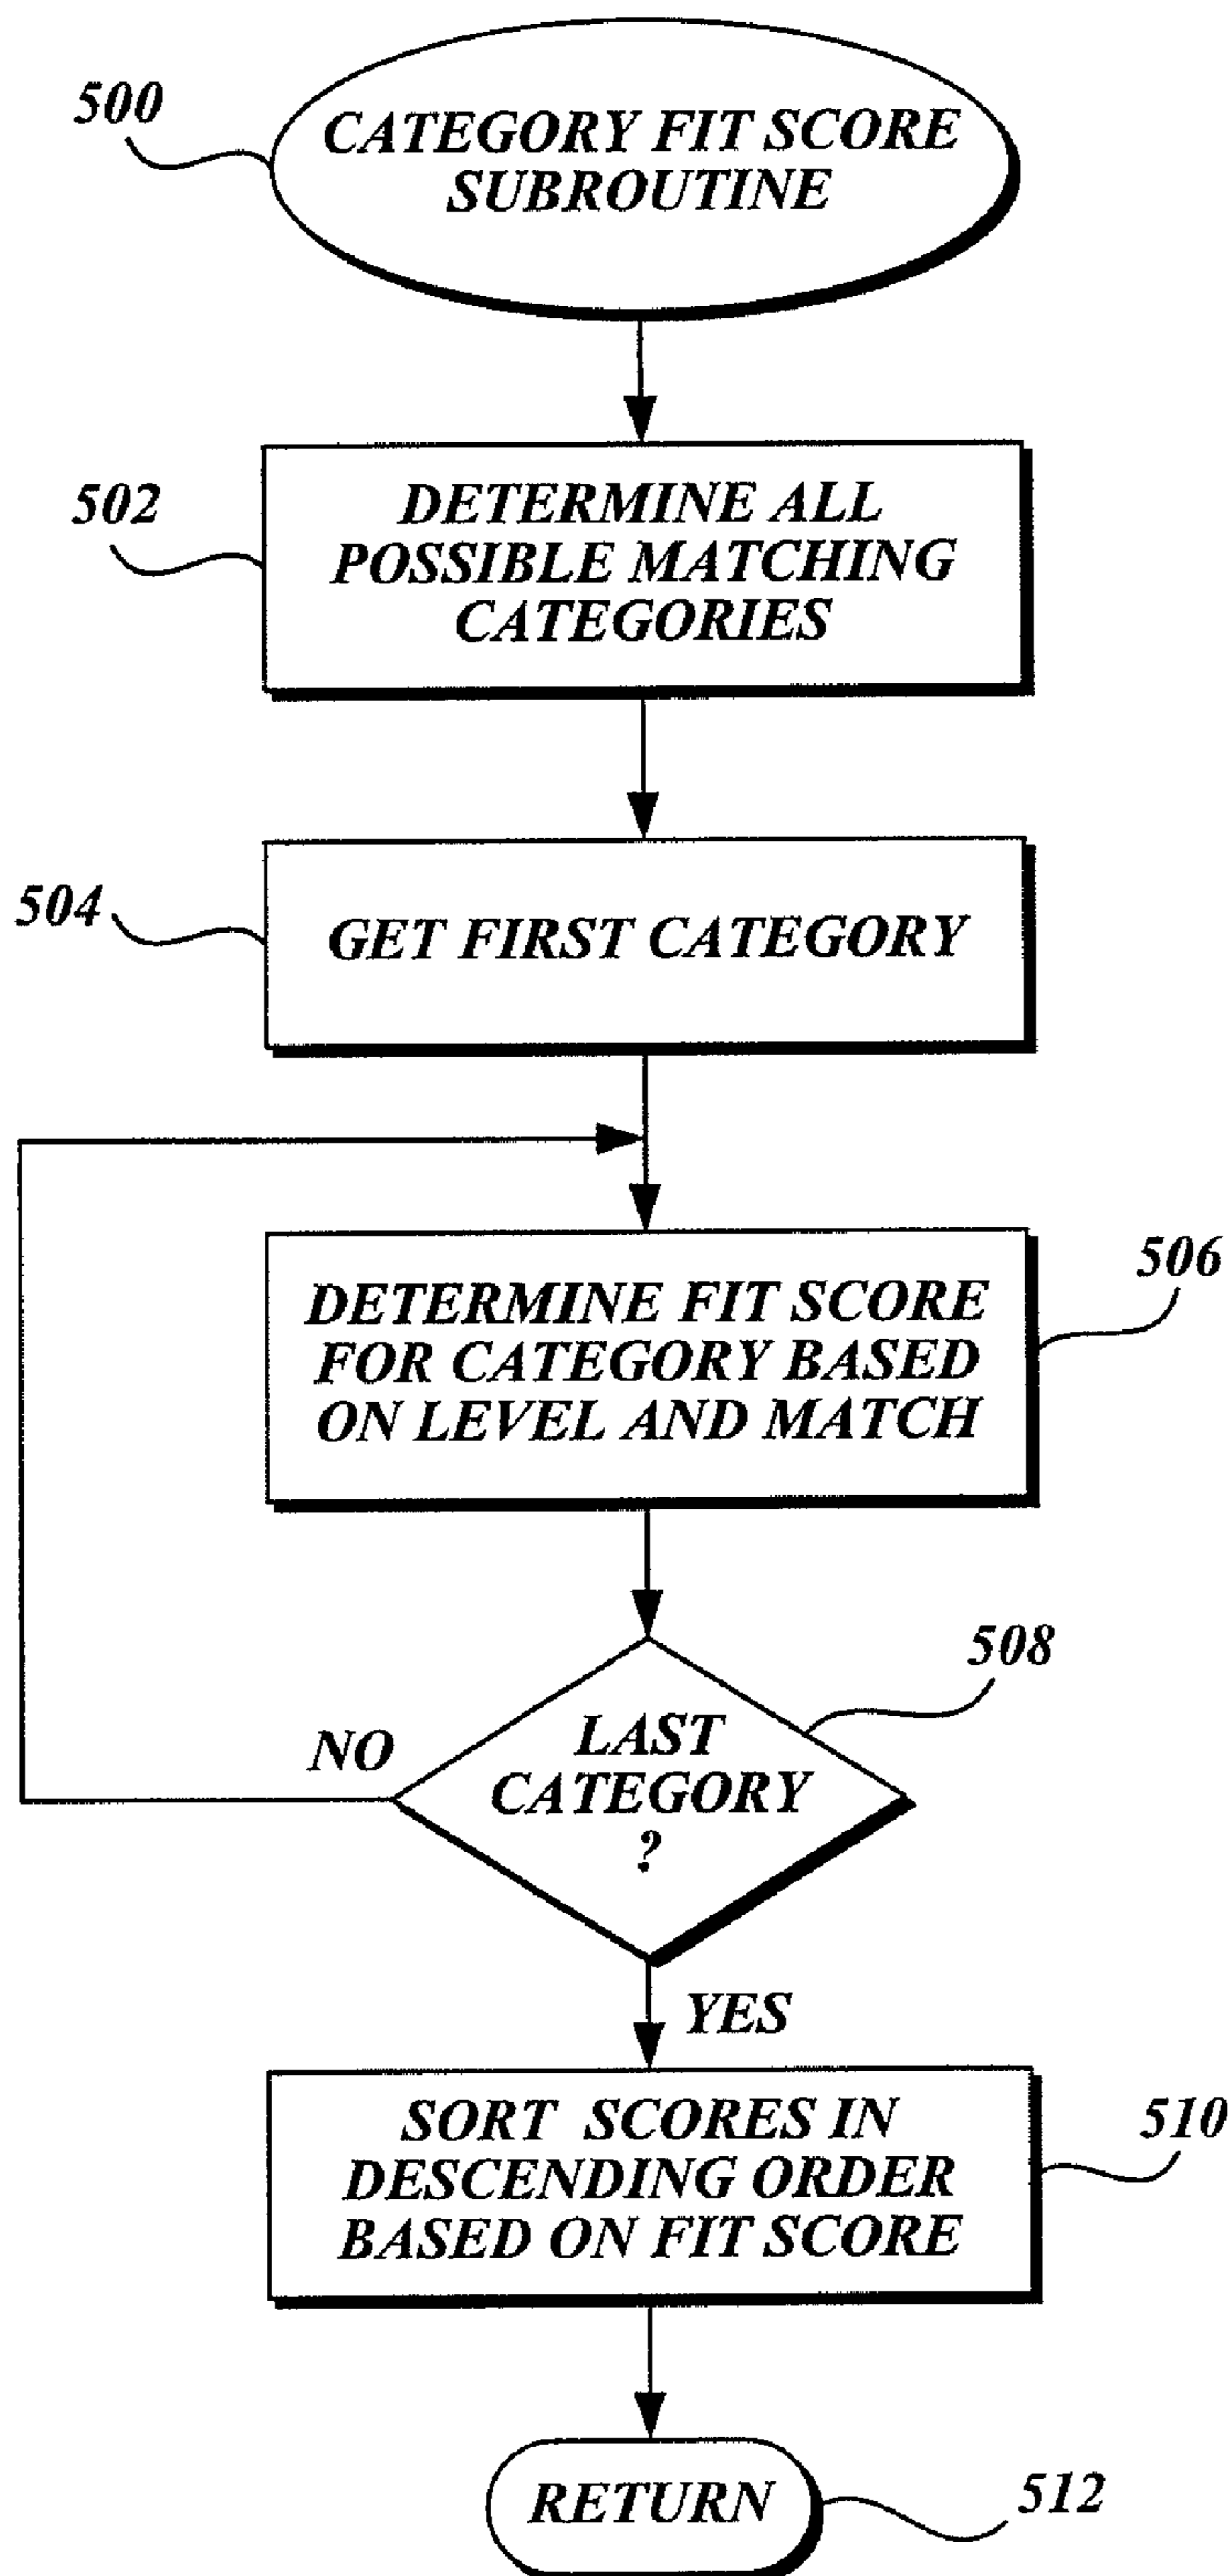 500
CATEGORY FIT SCORE
SUBROUTINE
502
DETERMINE ALL
POSSIBLE MATCHING
CATEGORIES
504
GET FIRST CATEGORY
506
DETERMINE FIT SCORE
FOR CATEGORY BASED
ON LEVEL AND MATCH
508
LAST
CATEGORY
?
NO
YES
510
SORT SCORES IN
DESCENDING ORDER
BASED ON FIT SCORE
RETURN
512